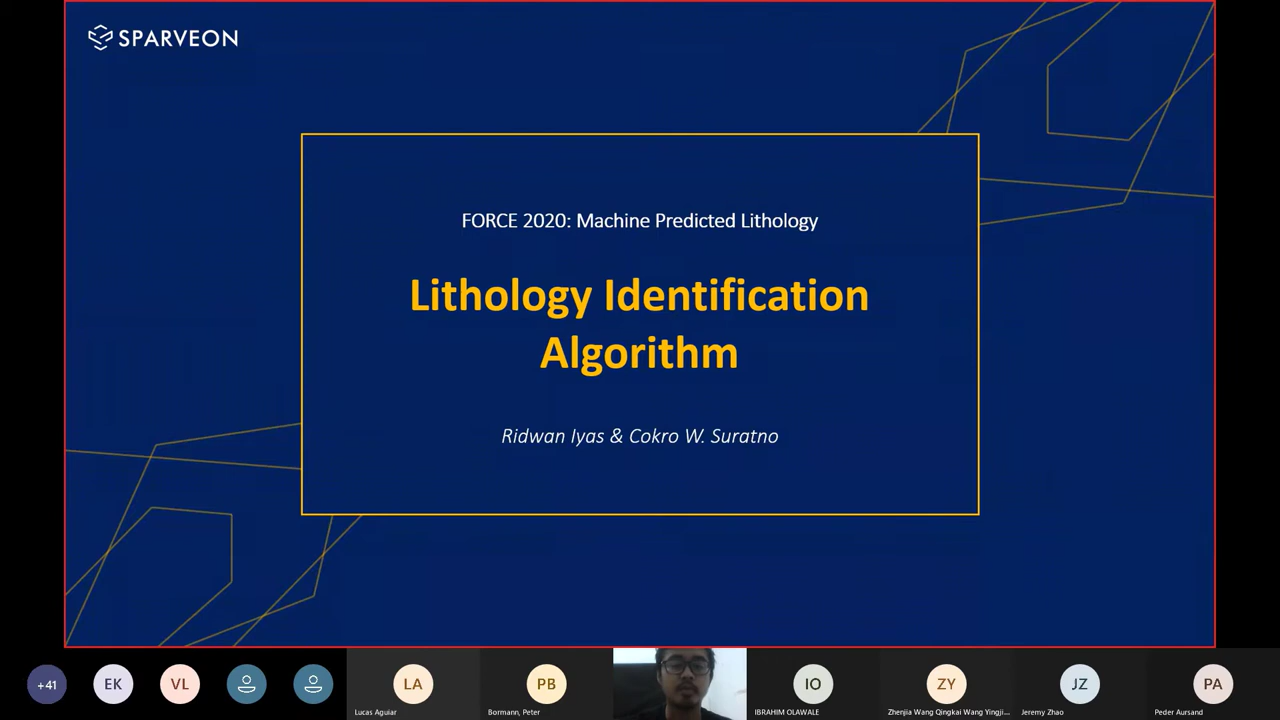 SPARVEON
FORCE 2020: Machine Predicted Lithology
Lithology Identification
Algorithm
Ridwan Iyas & Cokro W. Suratno
+41
EK
VL
LA
Lucas Aguiar
PB
Bormann, Peter
IO
IBRAHIM OLAWALE
ZY
Zhenjia Wang Qingkai Wang Yingji...
JZ
Jeremy Zhao
PA
Peder Aursand